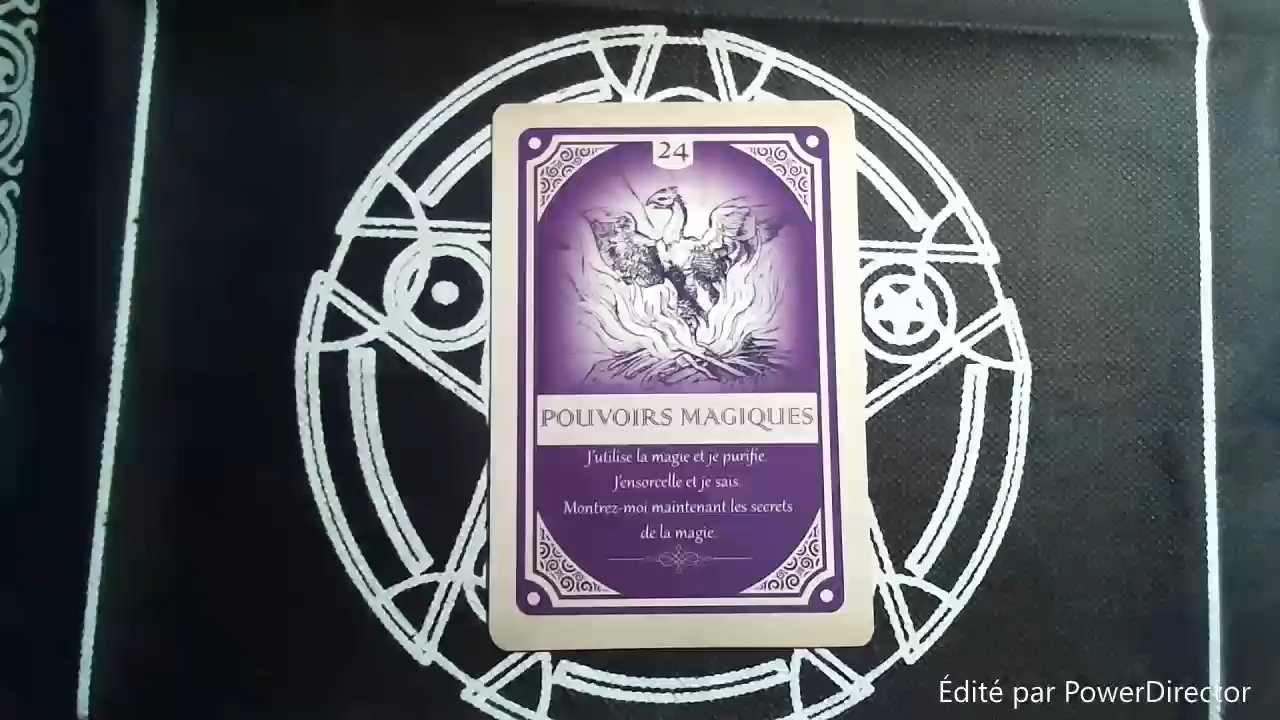 24
POUVOIRS MAGIQUES
J'utilise la magie et je purifie.
J'ensorcelle et je sais.
Montrez-moi maintenant les secrets
de la magie.
Édité par PowerDirector